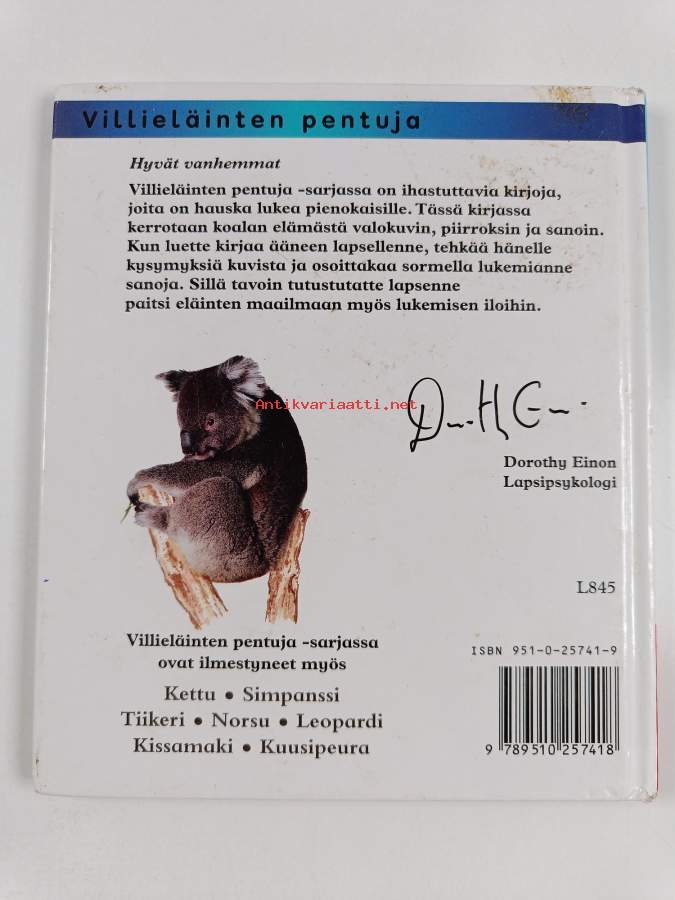 Villieläinten pentuja
Hyvät vanhemmat
Villieläinten pentuja -sarjassa on ihastuttavia kirjoja,
joita on hauska lukea pienokaisille. Tässä kirjassa
kerrotaan koalan elämästä valokuvin, piirroksin ja sanoin.
Kun luette kirjaa ääneen lapsellenne, tehkää hänelle
kysymyksiä kuvista ja osoittakaa sormella lukemianne
sanoja. Sillä tavoin tutustutatte lapsenne
paitsi eläinten maailmaan myös lukemisen iloihin.
Antikvariaatti.net
Dorothy Einon
Lapsipsykologi
L845
Villieläinten pentuja -sarjassa
ovat ilmestyneet myös
Kettu • Simpanssi
Tiikeri • Norsu • Leopardi
Kissamaki • Kuusipeura
ISBN 951-0-25741-9
9 789510 257418